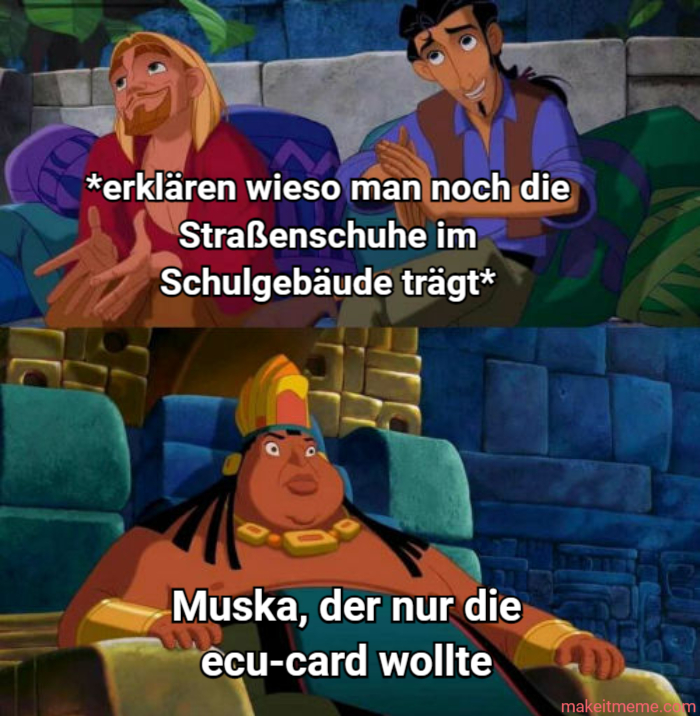 *erklären wieso man noch die
Straßenschuhe im
Schulgebäude trägt*
Muska, der nur die
ecu-card wollte
makeitmeme.com